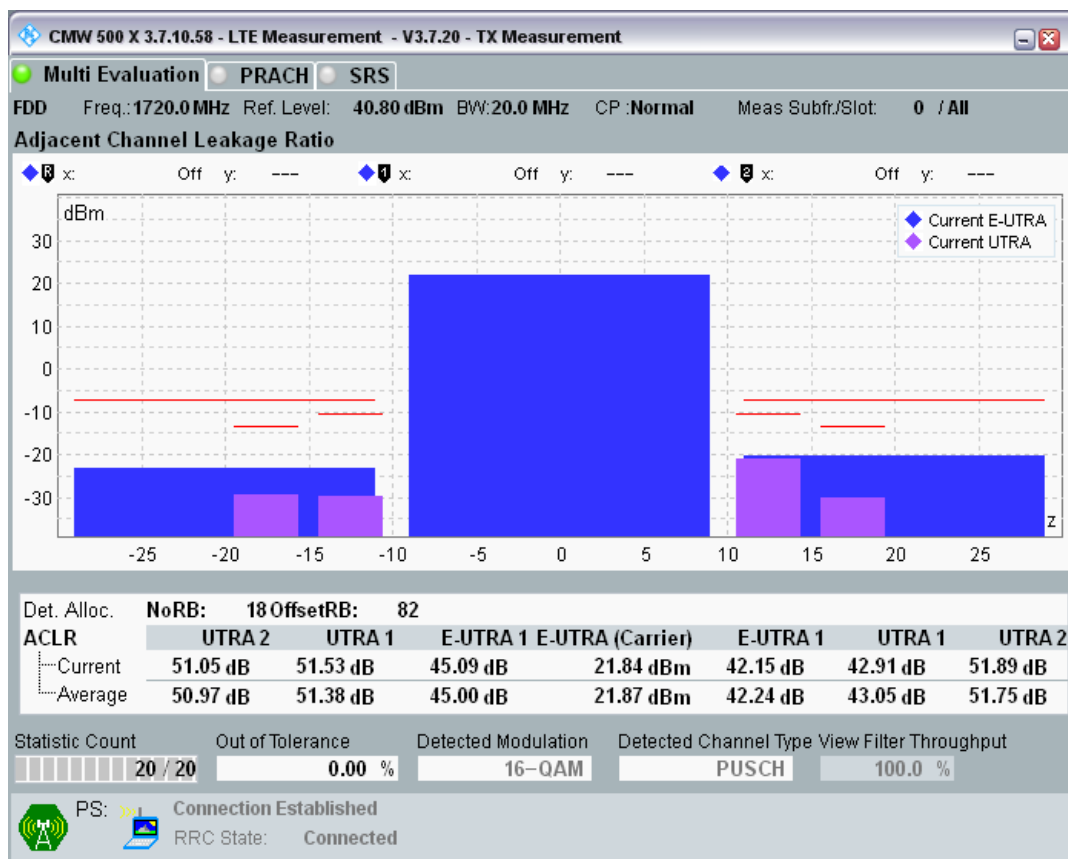 CMW 500 X 3.7.10.58 - LTE Measurement - V3.7.20 - TX Measurement
Multi Evaluation PRACH SRS
FDD Freq.:1720.0 MHz Ref. Level: 40.80 dBm BW:20.0 MHz CP :Normal Meas Subfr./Slot: 0 / All
Adjacent Channel Leakage Ratio
R x: Off y: --- 1 x: Off y: --- 2 x: Off y: ---
dBm
Current E-UTRA
Current UTRA
30
20
10
0
-10
-20
-30
z
-25 -20 -15 -10 -5 0 5 10 15 20 25
Det. Alloc. NoRB: 18 OffsetRB: 82
ACLR UTRA 2 UTRA 1 E-UTRA 1 E-UTRA (Carrier) E-UTRA 1 UTRA 1 UTRA 2
Current 51.05 dB 51.53 dB 45.09 dB 21.84 dBm 42.15 dB 42.91 dB 51.89 dB
Average 50.97 dB 51.38 dB 45.00 dB 21.87 dBm 42.24 dB 43.05 dB 51.75 dB
Statistic Count Out of Tolerance Detected Modulation Detected Channel Type View Filter Throughput
20 / 20 0.00 % 16-QAM PUSCH 100.0 %
PS: Connection Established
RRC State: Connected